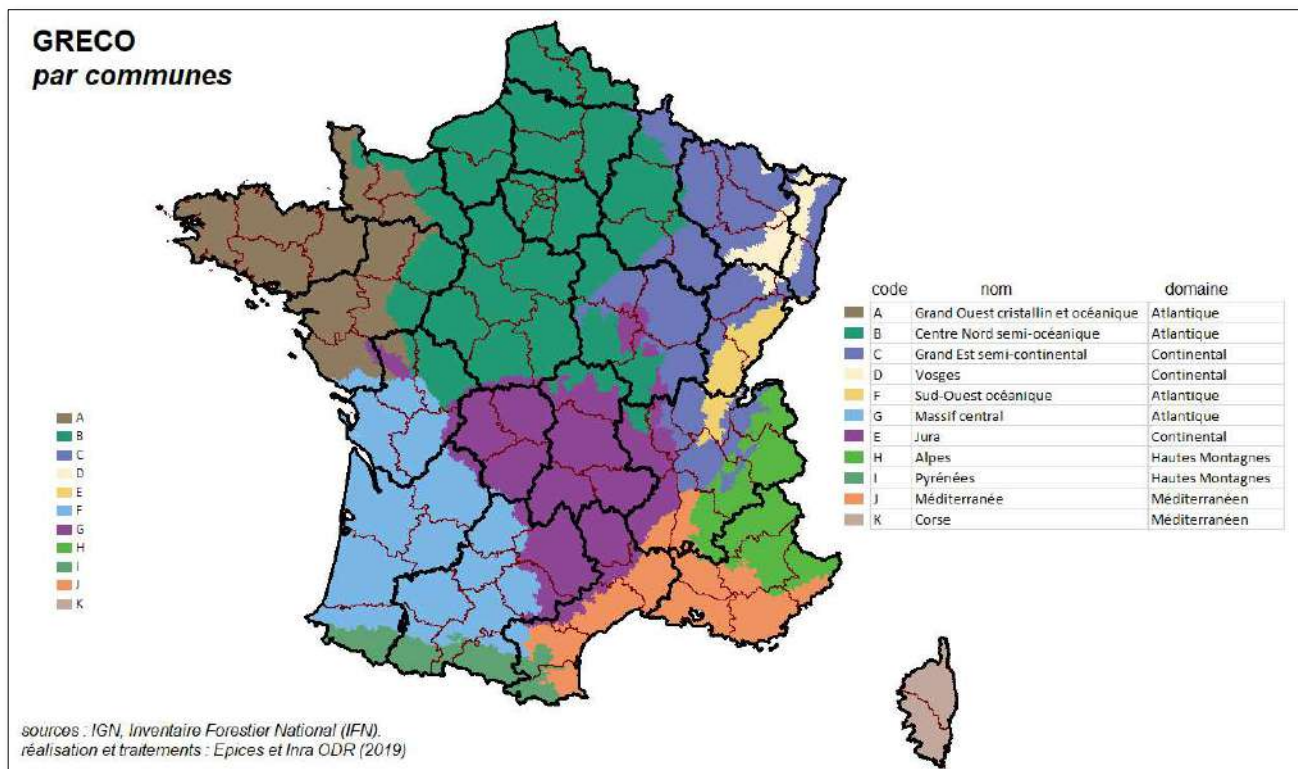 GRECO
par communes
code nom domaine
A Grand Ouest cristallin et océanique Atlantique
B Centre Nord semi-océanique Atlantique
C Grand Est semi-continental Continental
D Vosges Continental
F Sud-Ouest océanique Atlantique
G Massif central Atlantique
E Jura Continental
H Alpes Hautes Montagnes
I Pyrénées Hautes Montagnes
J Méditerranée Méditerranéen
K Corse Méditerranéen
A
B
C
D
E
F
G
H
I
J
K
sources : IGN, Inventaire Forestier National (IFN).
réalisation et traitements : Epices et Inra ODR (2019)